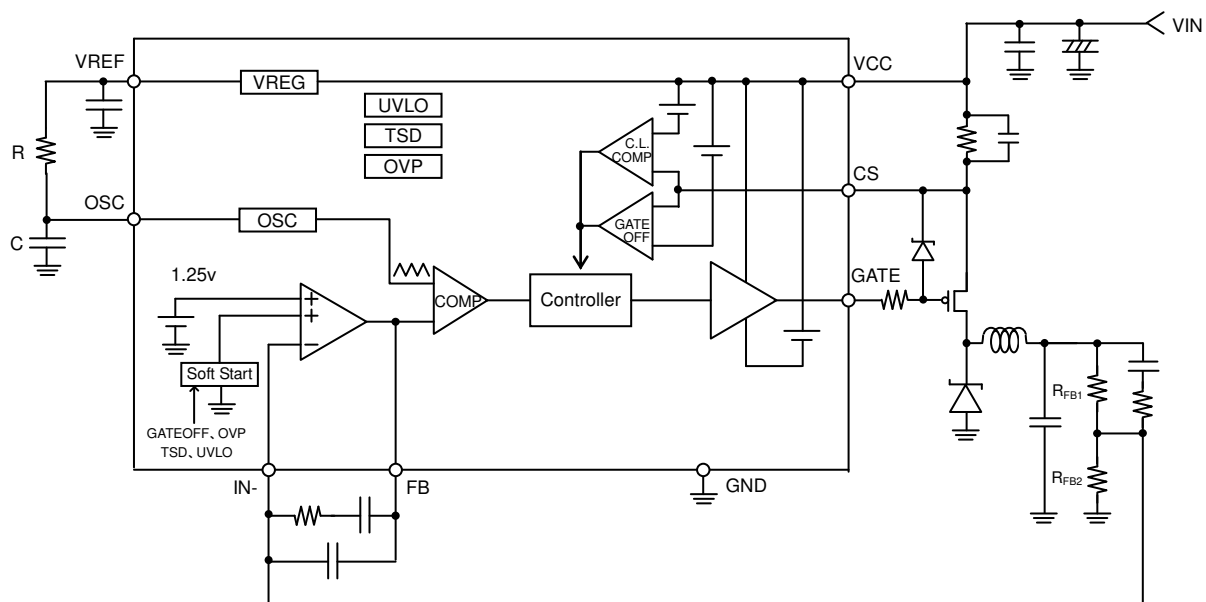 VIN
VREF
VCC
VREG
UVLO
TSD
OVP
C.L.
COMP
R
CS
OSC
OSC
GATE
OFF
C
1.25v
GATE
COMP
Controller
Soft Start
RFB1
GATEOFF、OVP
TSD、UVLO
IN-
FB
GND
RFB2